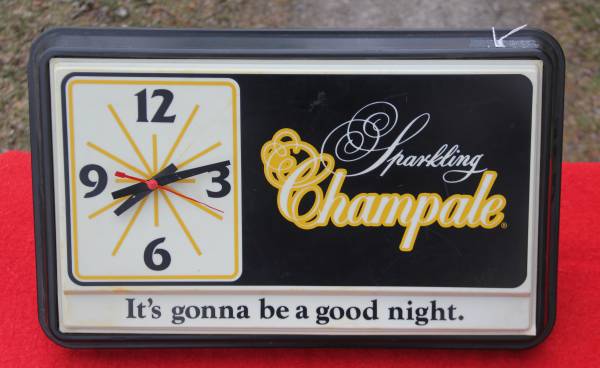 12
9 3
6
Sparkling
Champale®
It's gonna be a good night.